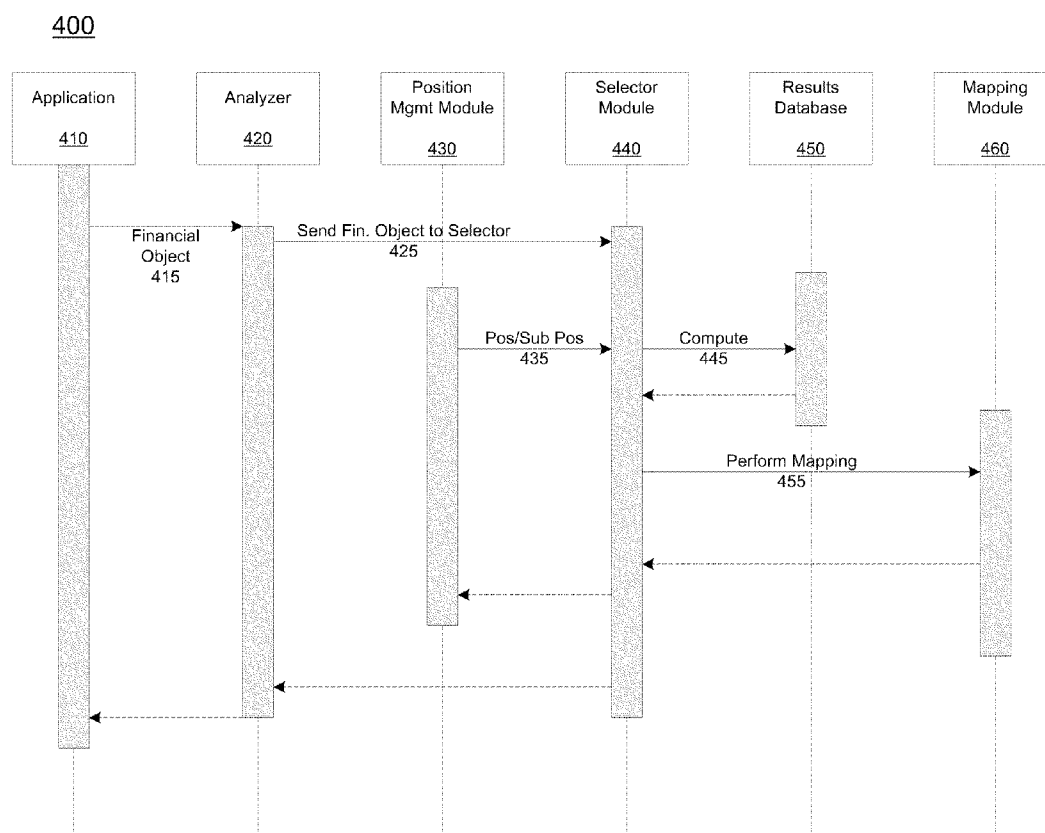 400
Application
410
Analyzer
420
Position
Mgmt Module
430
Selector
Module
440
Results
Database
450
Mapping
Module
460
Financial
Object
415
Send Fin. Object to Selector
425
Pos/Sub Pos
435
Compute
445
Perform Mapping
455